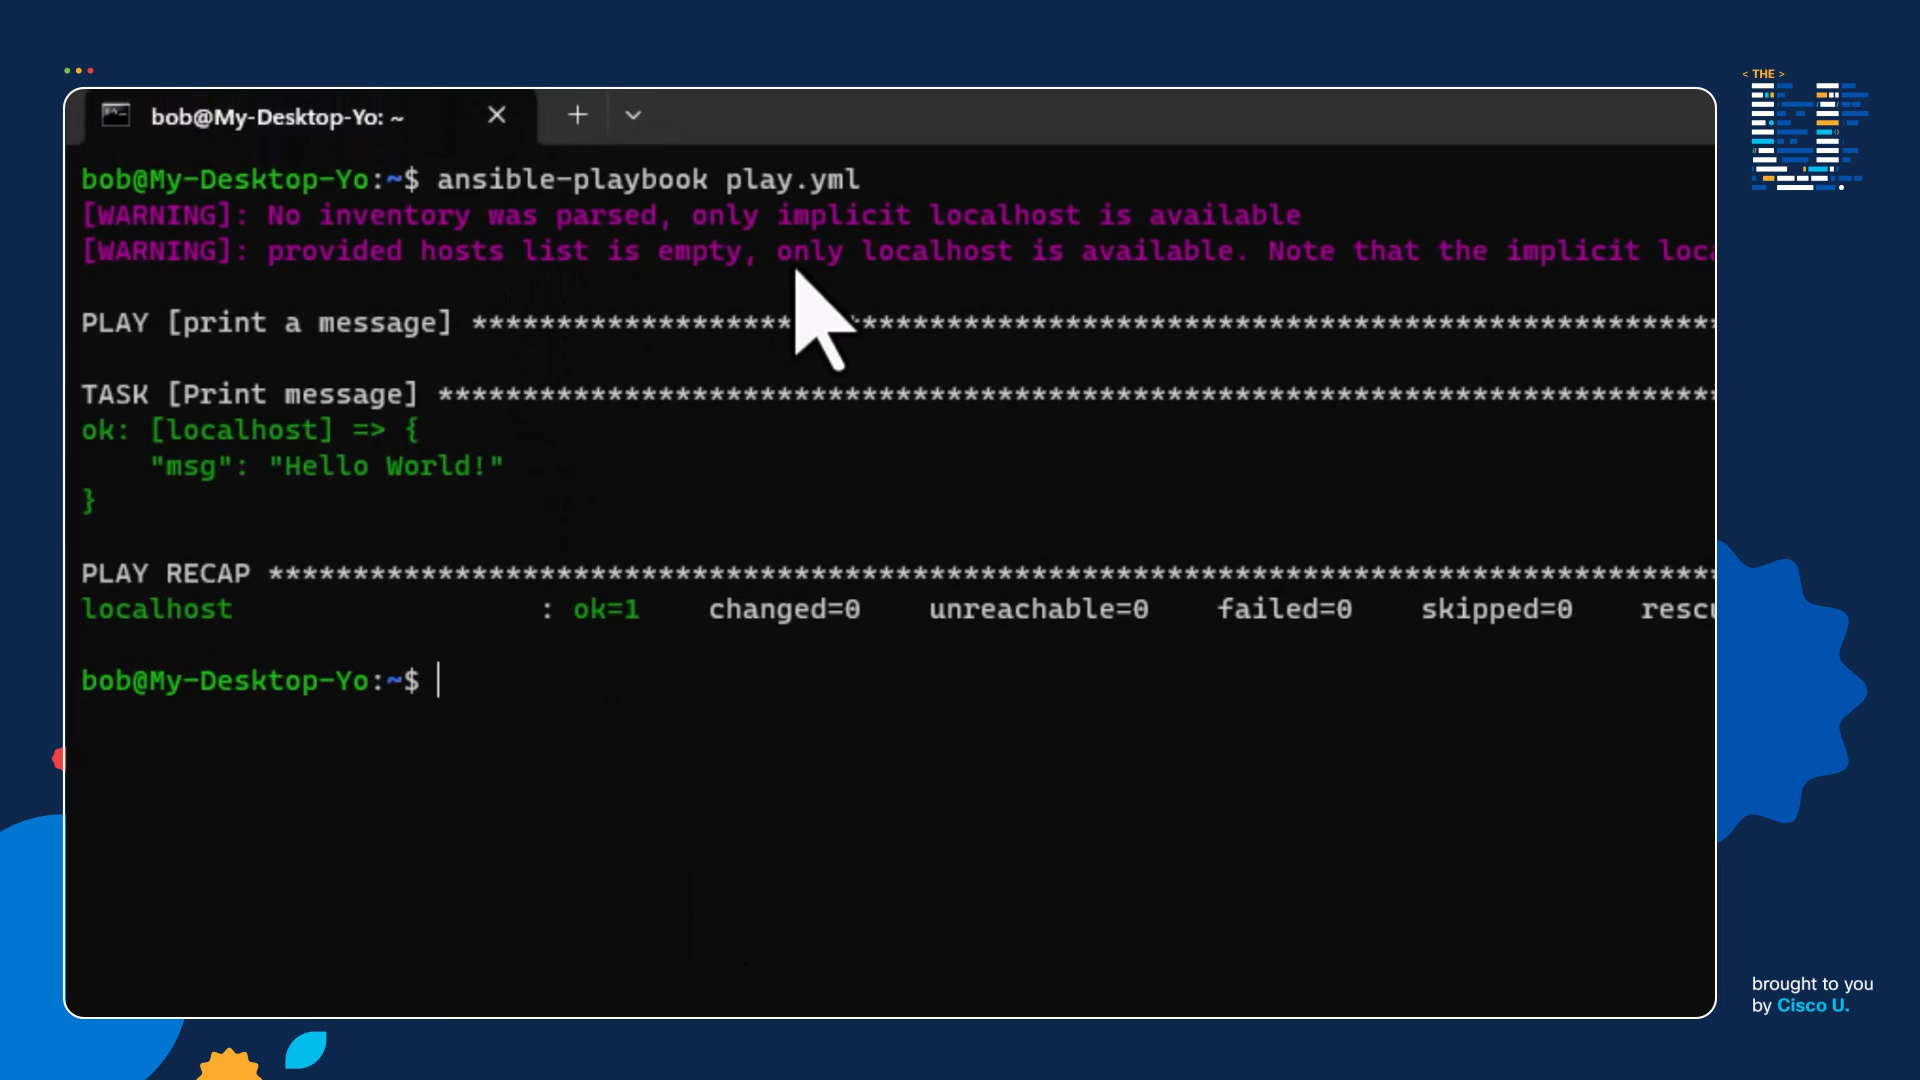 < THE >
bob@My-Desktop-Yo: ~
bob@My-Desktop-Yo:~$ ansible-playbook play.yml
[WARNING]: No inventory was parsed, only implicit localhost is available
[WARNING]: provided hosts list is empty, only localhost is available. Note that the implicit loca
PLAY [print a message] ******************************************************************************
TASK [Print message] ******************************************************************************
ok: [localhost] => {
    "msg": "Hello World!"
}
PLAY RECAP ******************************************************************************
localhost : ok=1 changed=0 unreachable=0 failed=0 skipped=0 rescu
bob@My-Desktop-Yo:~$
brought to you
by Cisco U.